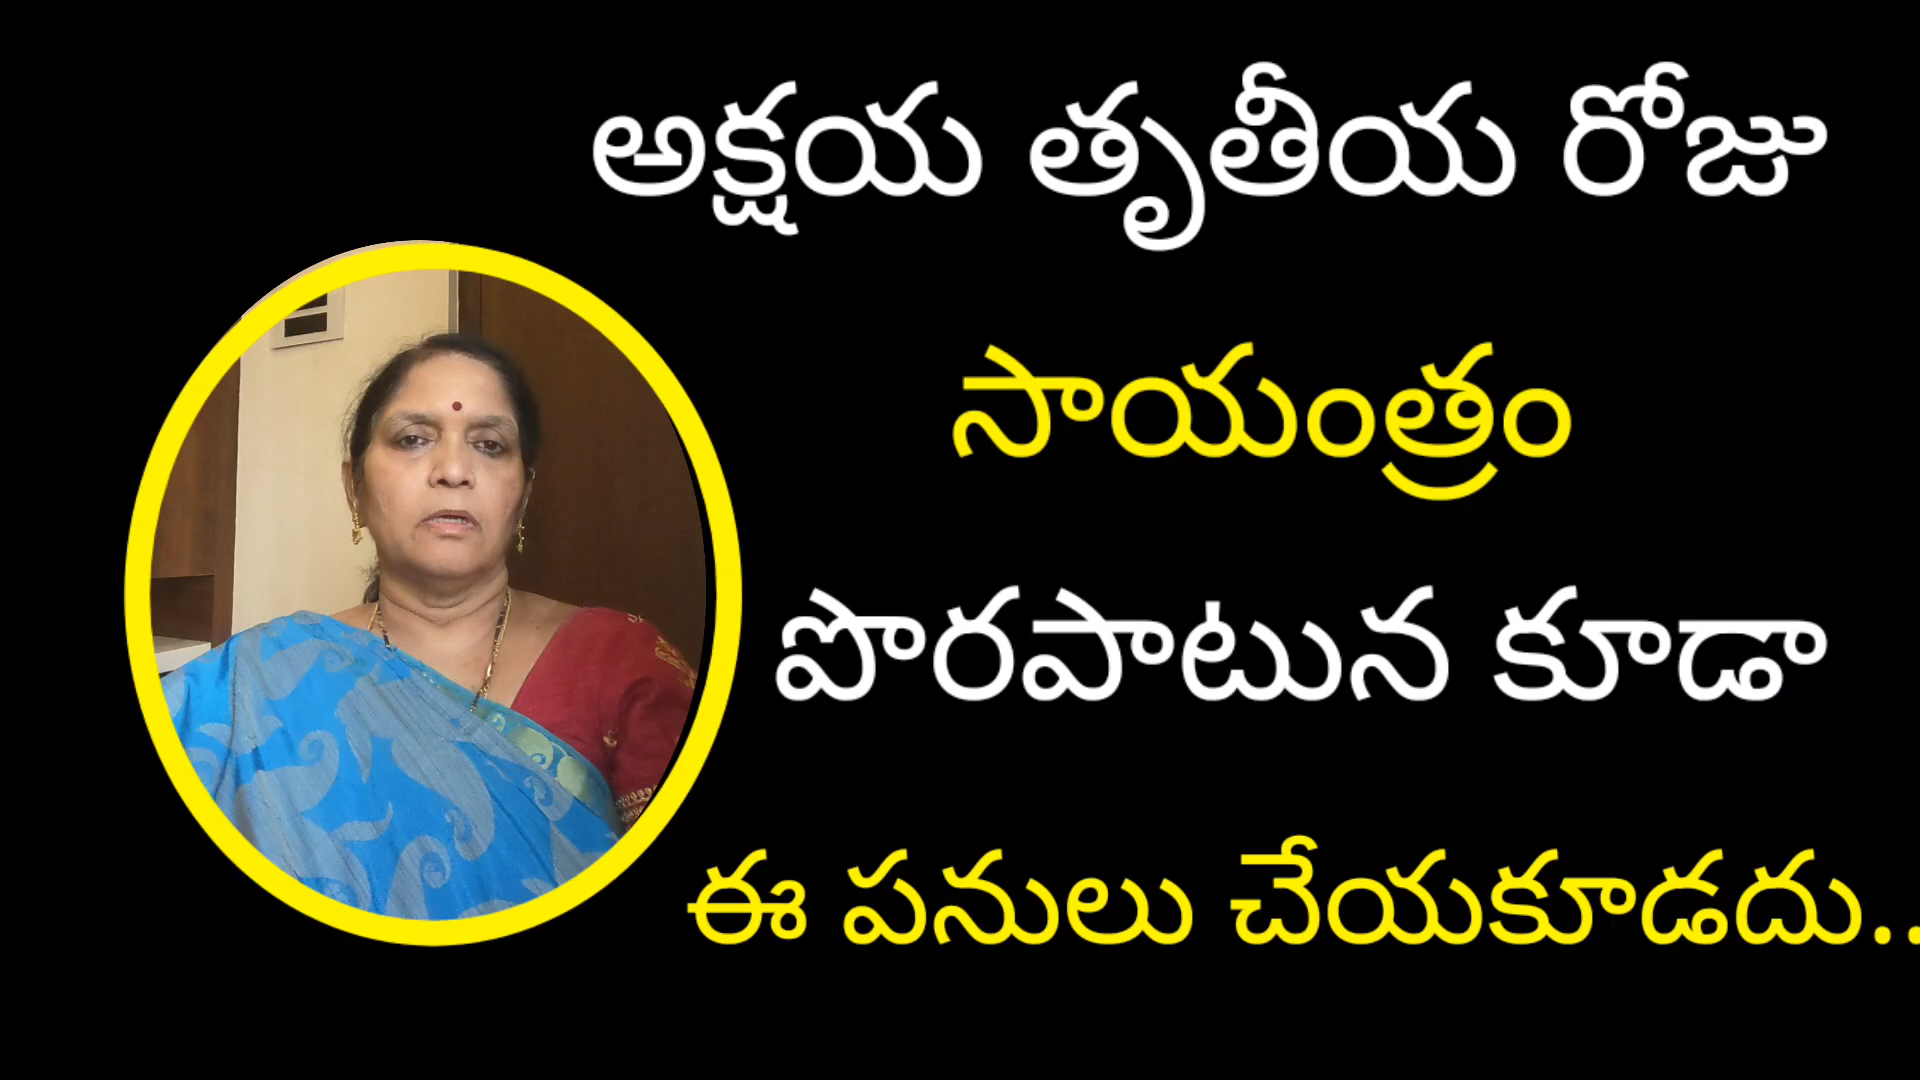 అక్షయ తృతీయ రోజు
సాయంత్రం
పొరపాటున కూడా
ఈ పనులు చేయకూడదు..